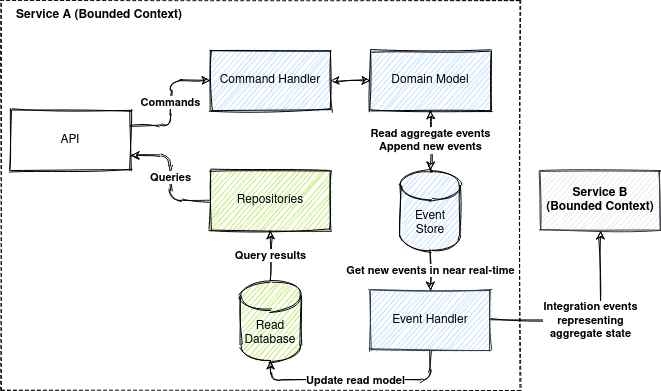 Service A (Bounded Context)
Command Handler
Domain Model
Commands
API
Read aggregate events
Append new events
Queries
Repositories
Event
Store
Service B
(Bounded Context)
Query results
Get new events in near real-time
Read
Database
Event Handler
Integration events
representing
aggregate state
Update read model